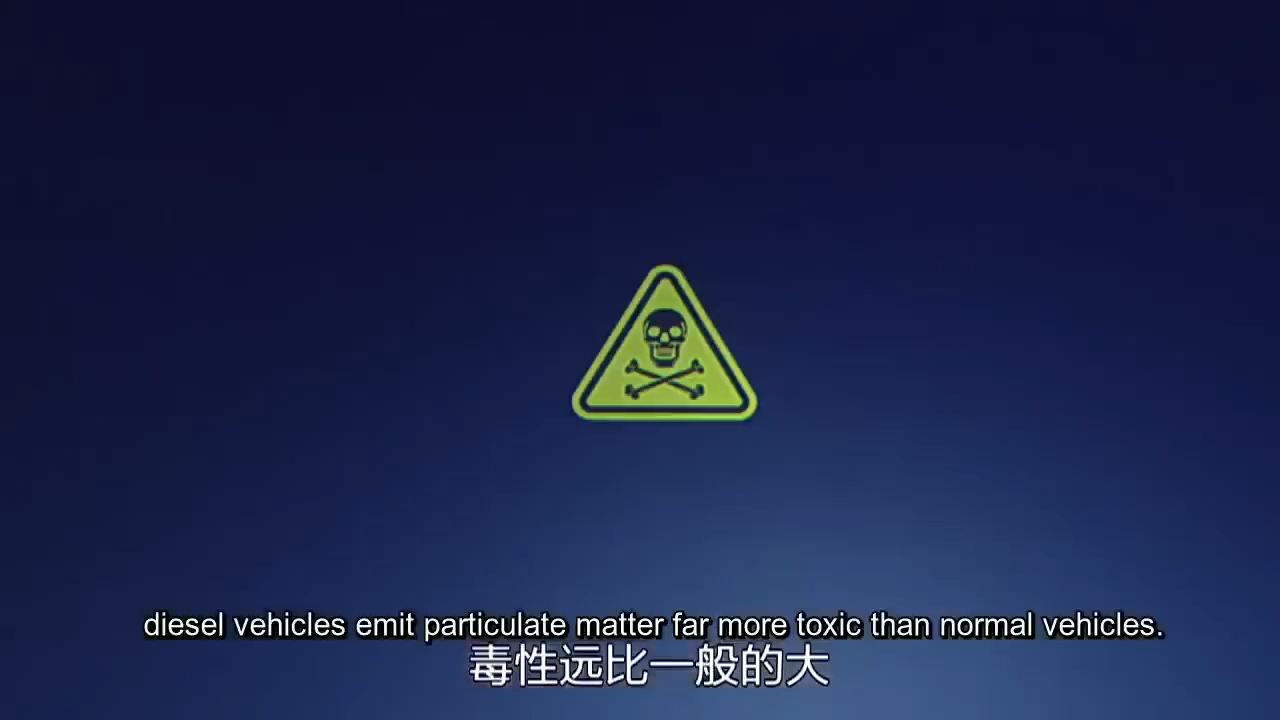 diesel vehicles emit particulate matter far more toxic than normal vehicles.
毒性远比一般的大